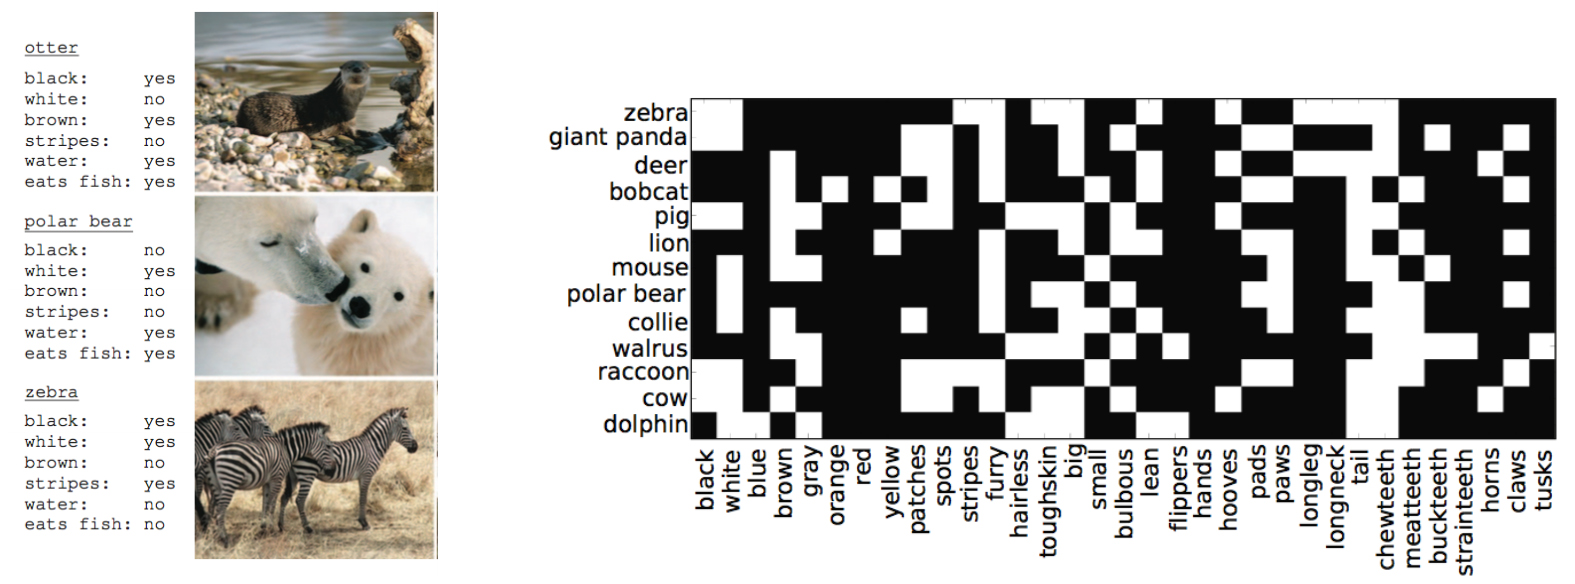 otter
black: yes
white: no
brown: yes
stripes: no
water: yes
eats fish: yes
polar bear
black: no
white: yes
brown: no
stripes: no
water: yes
eats fish: yes
zebra
black: yes
white: yes
brown: no
stripes: yes
water: no
eats fish: no
zebra
giant panda
deer
bobcat
pig
lion
mouse
polar bear
collie
walrus
raccoon
cow
dolphin
black
white
blue
brown
gray
orange
red
yellow
patches
spots
stripes
furry
hairless
toughskin
big
small
bulbous
lean
flippers
hands
hooves
pads
paws
longleg
longneck
tail
chewteeth
meatteeth
buckteeth
strainteeth
horns
claws
tusks